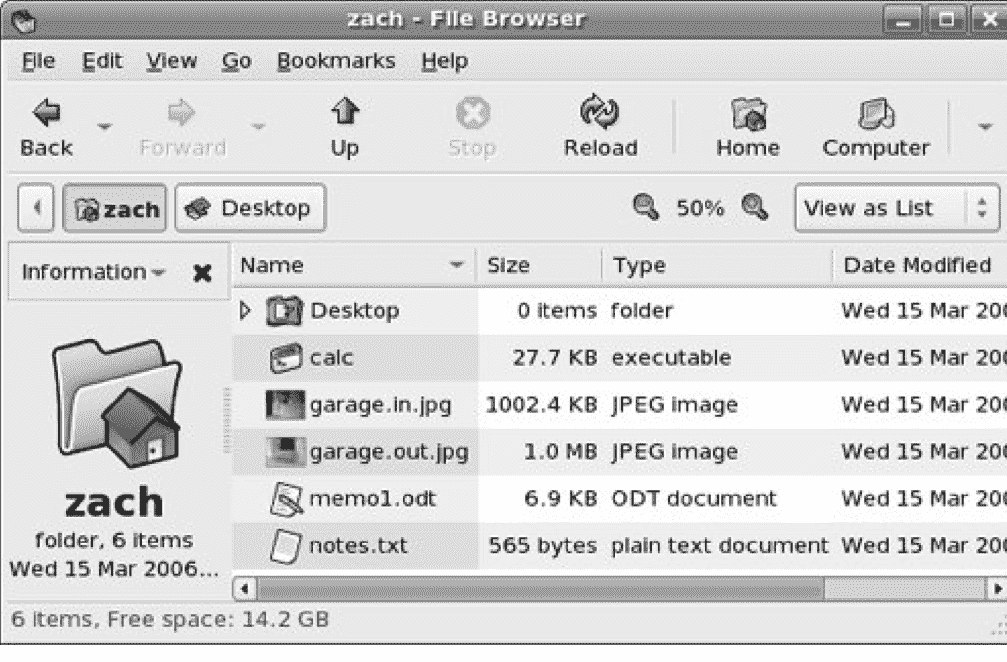 zach - File Browser
File Edit View Go Bookmarks Help
Back Forward Up Stop Reload Home Computer
zach Desktop 50% View as List
Information
Name Size Type Date Modified
Desktop 0 items folder Wed 15 Mar 200
calc 27.7 KB executable Wed 15 Mar 200
garage.in.jpg 1002.4 KB JPEG image Wed 15 Mar 200
garage.out.jpg 1.0 MB JPEG image Wed 15 Mar 200
memo1.odt 6.9 KB ODT document Wed 15 Mar 200
notes.txt 565 bytes plain text document Wed 15 Mar 200
zach
folder, 6 items
Wed 15 Mar 2006...
6 items, Free space: 14.2 GB